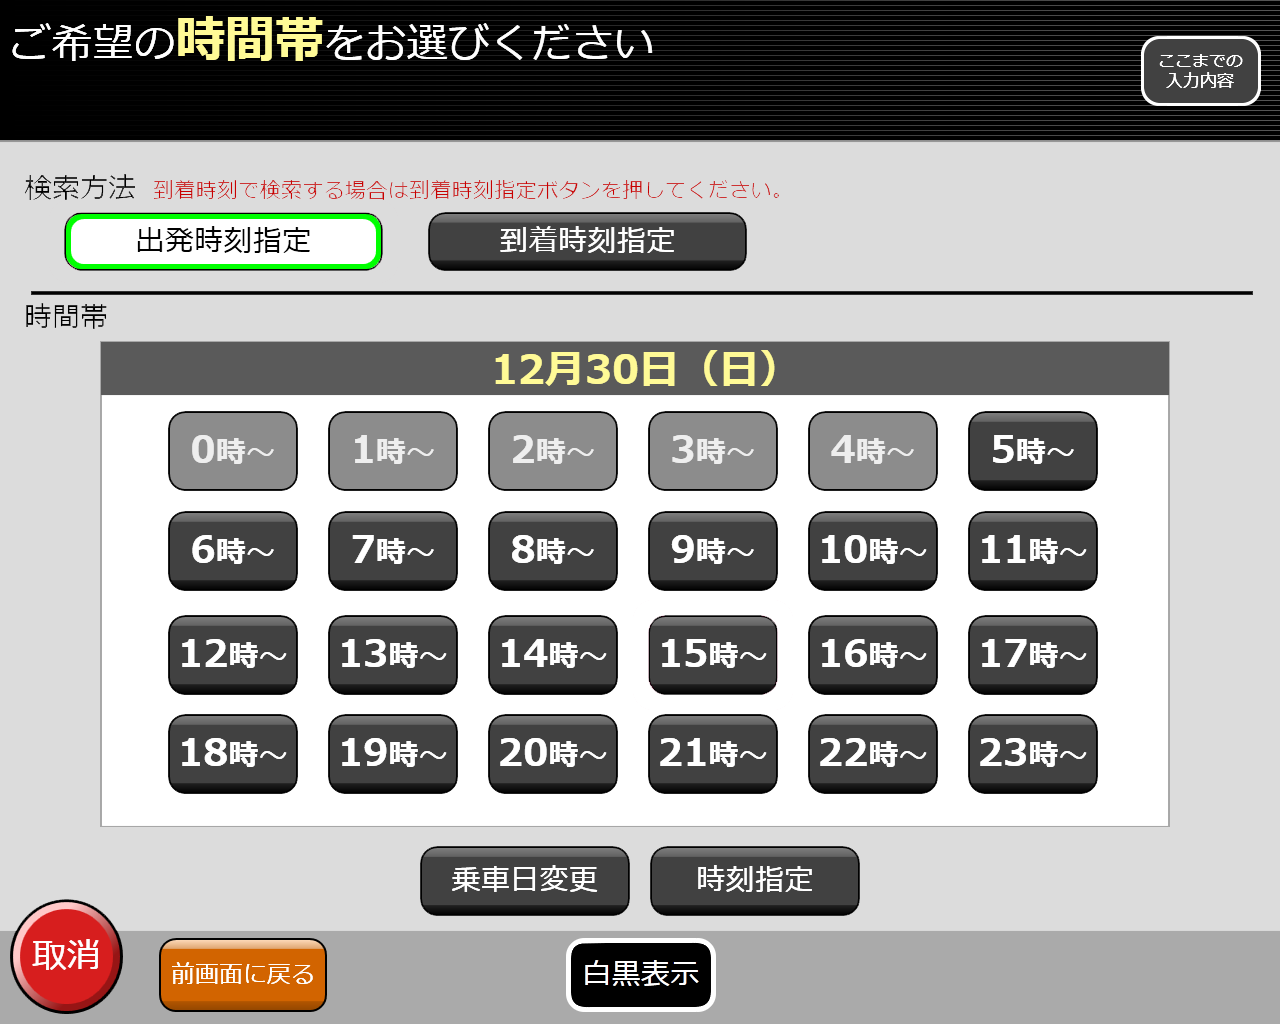 ご希望の時間帯をお選びください
ここまでの
入力内容
検索方法 到着時刻で検索する場合は到着時刻指定ボタンを押してください。
出発時刻指定 到着時刻指定
時間帯
12月30日（日）
0時～ 1時～ 2時～ 3時～ 4時～ 5時～
6時～ 7時～ 8時～ 9時～ 10時～ 11時～
12時～ 13時～ 14時～ 15時～ 16時～ 17時～
18時～ 19時～ 20時～ 21時～ 22時～ 23時～
乗車日変更 時刻指定
取消 前画面に戻る 白黒表示